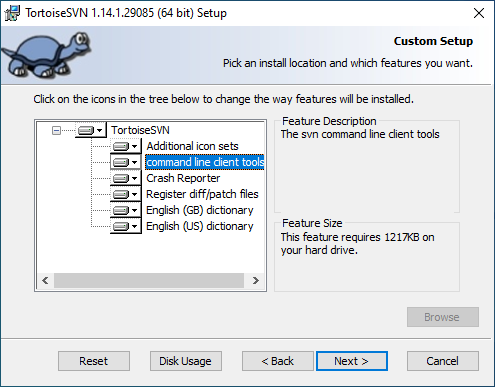 TortoiseSVN 1.14.1.29085 (64 bit) Setup
Custom Setup
Pick an install location and which features you want.
Click on the icons in the tree below to change the way features will be installed.
TortoiseSVN
Additional icon sets
command line client tools
Crash Reporter
Register diff/patch files
English (GB) dictionary
English (US) dictionary
Feature Description
The svn command line client tools
Feature Size
This feature requires 1217KB on
your hard drive.
Browse
Reset
Disk Usage
< Back
Next >
Cancel